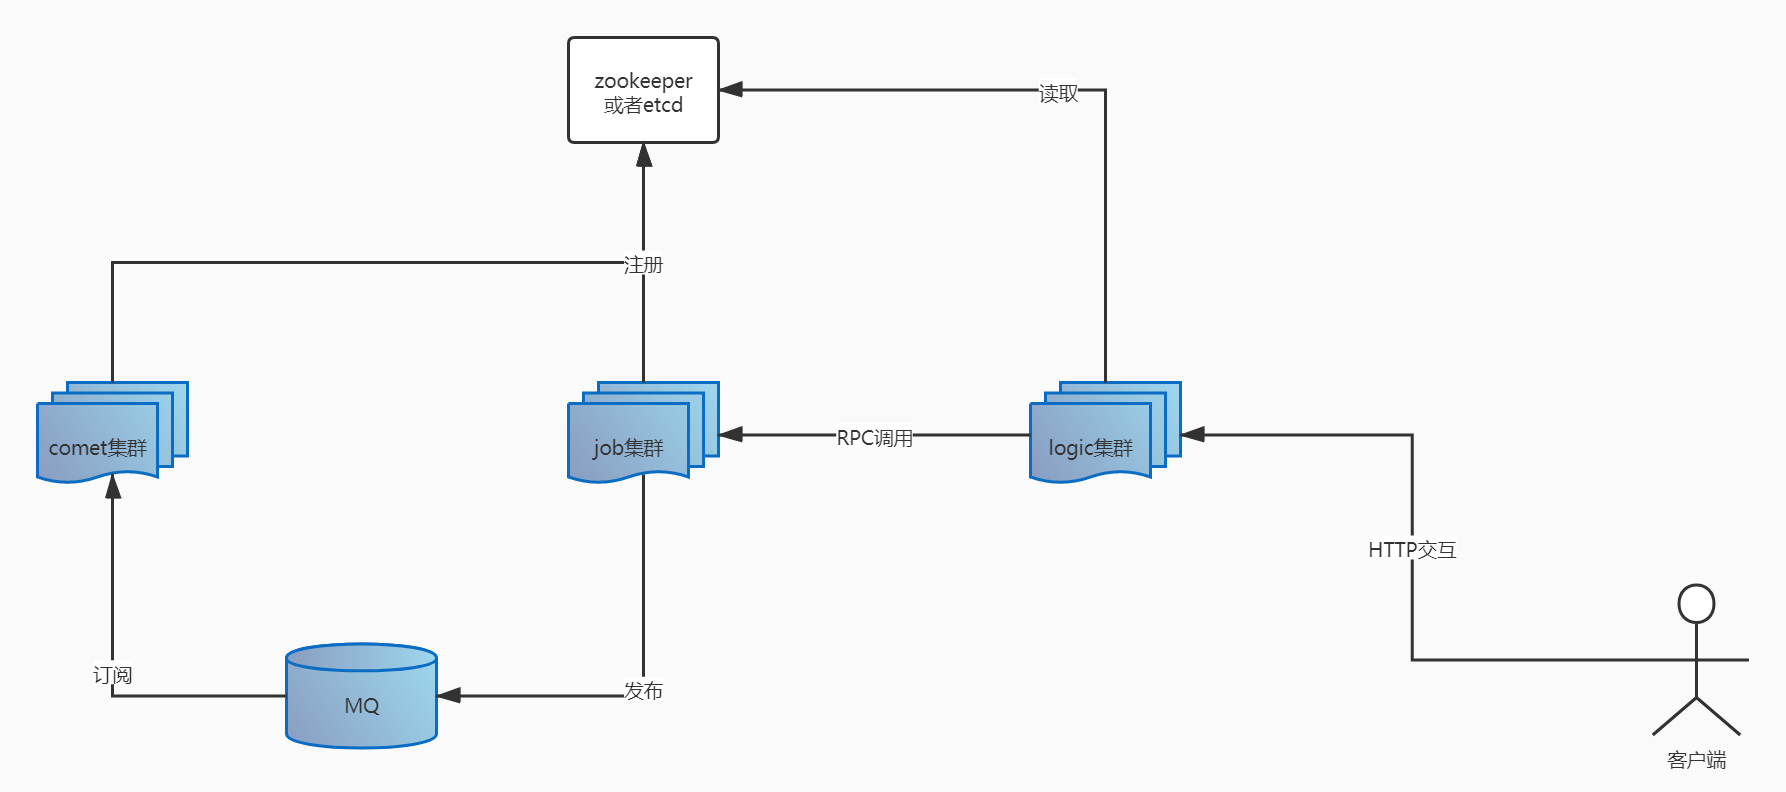 zookeeper
或者etcd
读取
注册
comet集群
job集群
RPC调用
logic集群
HTTP交互
订阅
MQ
发布
客户端